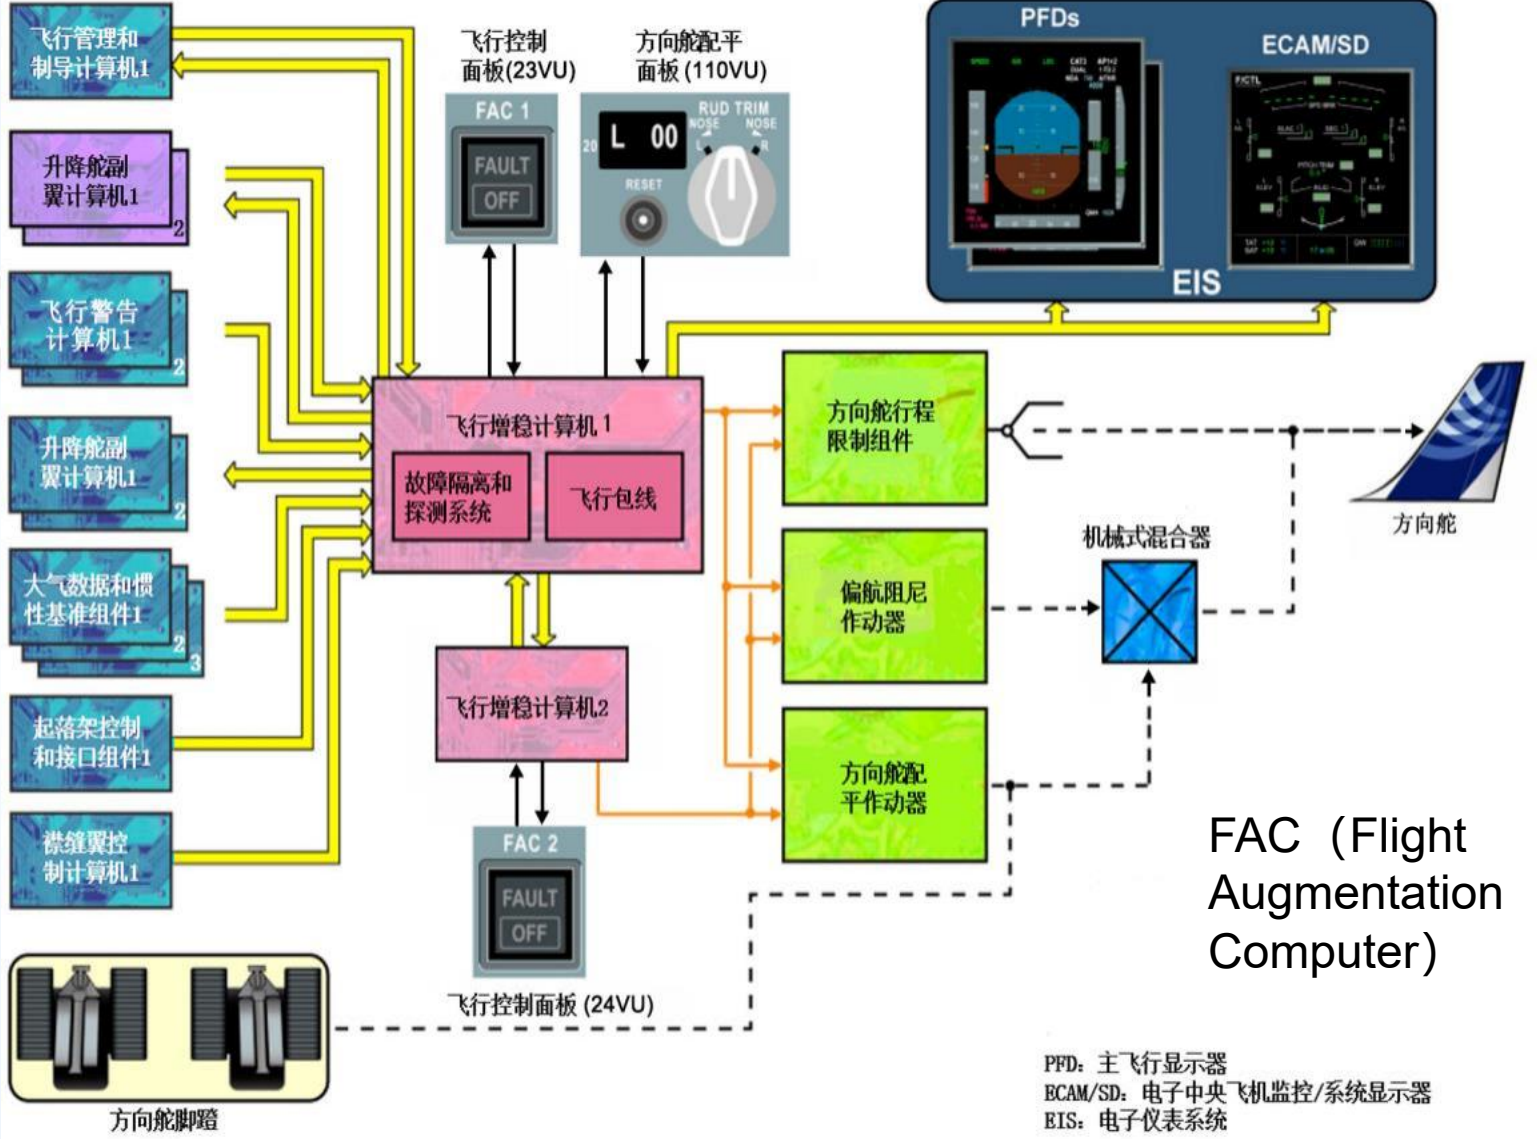 飞行管理和
制导计算机1
升降舵副
翼计算机1
2
飞行警告
计算机1
2
升降舵副
翼计算机1
2
大气数据和惯
性基准组件1
2
3
起落架控制
和接口组件1
襟缝翼控
制计算机1
方向舵脚蹬
飞行控制
面板(23VU)
FAC 1
FAULT
OFF
方向舵配平
面板 (110VU)
RUD TRIM
NOSE
NOSE
L
R
20
L 00
RESET
PFDs
ECAM/SD
F/CTL
EIS
飞行增稳计算机1
故障隔离和
探测系统
飞行包线
飞行增稳计算机2
FAC 2
FAULT
OFF
飞行控制面板 (24VU)
方向舵行程
限制组件
偏航阻尼
作动器
方向舵配
平作动器
机械式混合器
方向舵
FAC（Flight
Augmentation
Computer）
PFD: 主飞行显示器
ECAM/SD: 电子中央飞机监控/系统显示器
EIS: 电子仪表系统